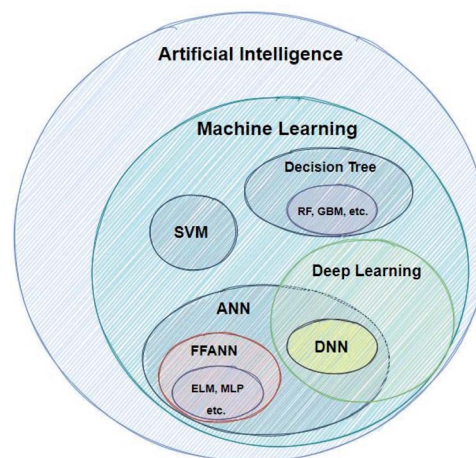 Artificial Intelligence
Machine Learning
Decision Tree
RF, GBM, etc.
SVM
Deep Learning
ANN
FFANN
DNN
ELM, MLP
etc.